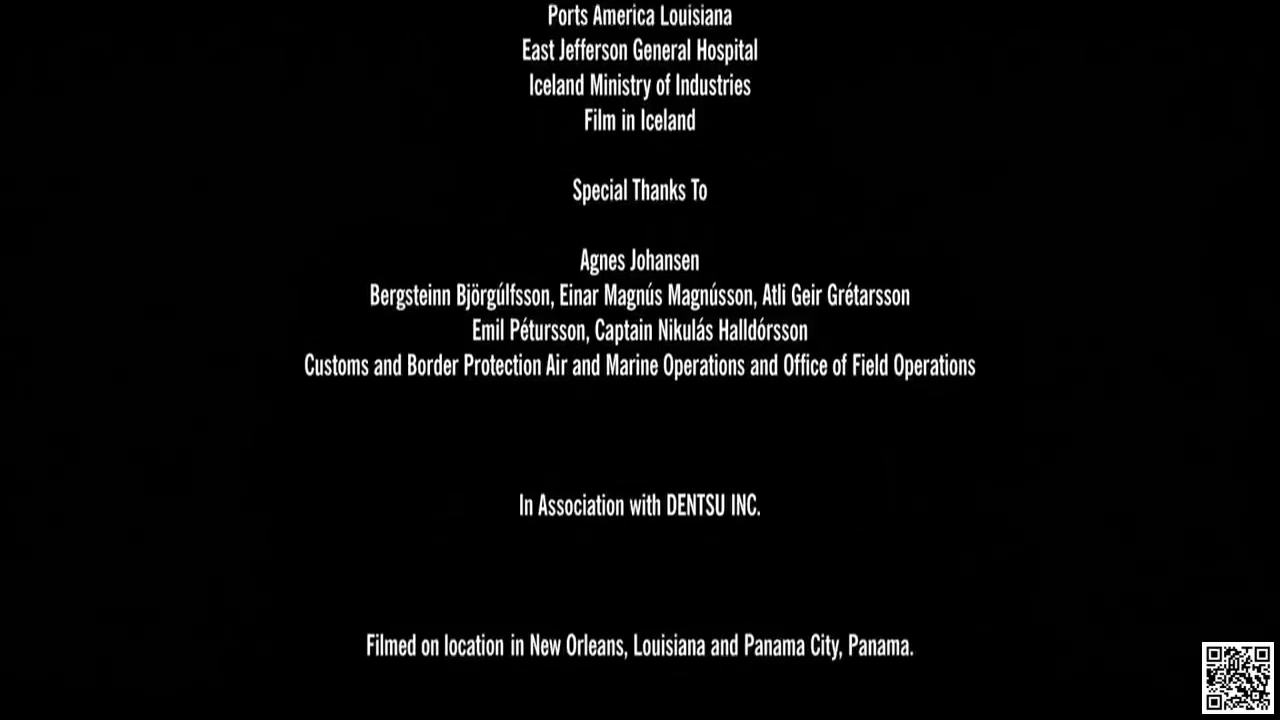 Ports America Louisiana
East Jefferson General Hospital
Iceland Ministry of Industries
Film in Iceland
Special Thanks To
Agnes Johansen
Bergsteinn Björgúlfsson, Einar Magnús Magnússon, Atli Geir Grétarsson
Emil Pétursson, Captain Nikulás Halldórsson
Customs and Border Protection Air and Marine Operations and Office of Field Operations
In Association with DENTSU INC.
Filmed on location in New Orleans, Louisiana and Panama City, Panama.